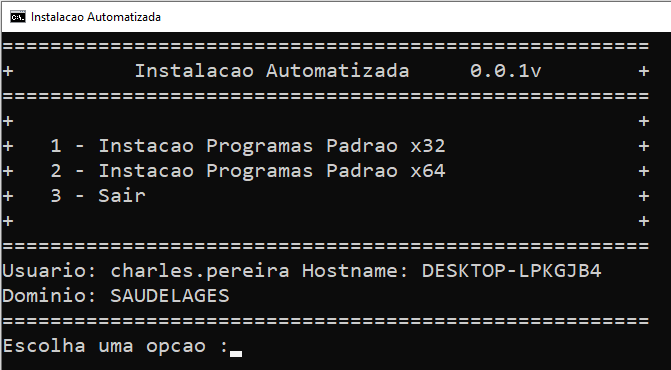 Instalacao Automatizada
======================================================
+ Instalacao Automatizada 0.0.1v +
======================================================
+ +
+ 1 - Instacao Programas Padrao x32 +
+ 2 - Instacao Programas Padrao x64 +
+ 3 - Sair +
+ +
======================================================
Usuario: charles.pereira Hostname: DESKTOP-LPKGJB4
Dominio: SAUDELAGES
======================================================
Escolha uma opcao :